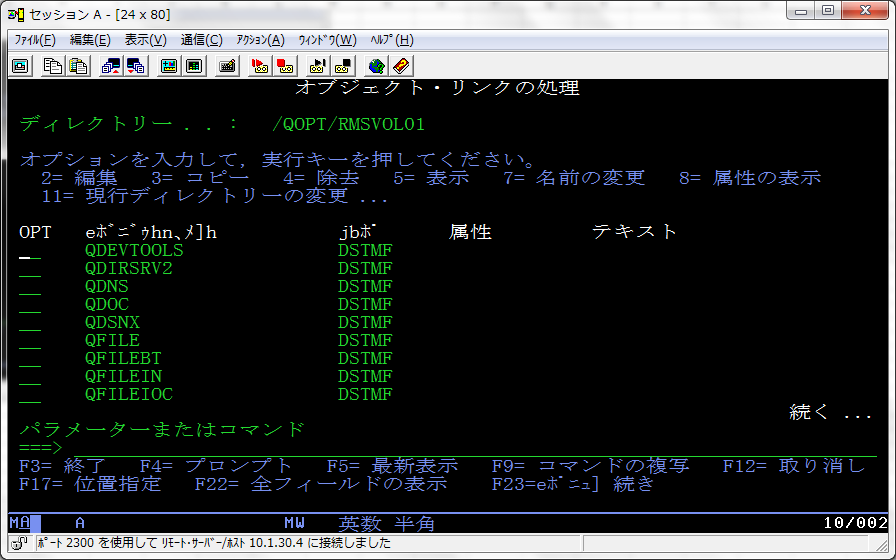 セッション A - [24 x 80]
ﾌｧｲﾙ(F) 編集(E) 表示(V) 通信(C) ｱｸｼｮﾝ(A) ｳｨﾝﾄﾞｳ(W) ﾍﾙﾌﾟ(H)
オブジェクト・リンクの処理
ディレクトリー . . :   /QOPT/RMSVOL01
オプションを入力して, 実行キーを押してください。
2= 編集   3= コピー   4= 除去   5= 表示   7= 名前の変更   8= 属性の表示
11= 現行ディレクトリーの変更 ...
OPT   eﾎﾞﾆﾞｩhn､ﾒ]h   jbﾎﾞ   属性   テキスト
__   QDEVTOOLS   DSTMF
__   QDIRSRV2   DSTMF
__   QDNS   DSTMF
__   QDOC   DSTMF
__   QDSNX   DSTMF
__   QFILE   DSTMF
__   QFILEBT   DSTMF
__   QFILEIN   DSTMF
__   QFILEIOC   DSTMF
続く ...
パラメーターまたはコマンド
===>
F3= 終了   F4= プロンプト   F5= 最新表示   F9= コマンドの複写   F12= 取り消し
F17= 位置指定   F22= 全フィールドの表示   F23=eﾎﾞﾆｭ] 続き
MA   A   MW   英数 半角   10/002
ﾎﾟｰﾄ 2300 を使用して ﾘﾓｰﾄ･ｻｰﾊﾞｰ/ﾎｽﾄ 10.1.30.4 に接続しました